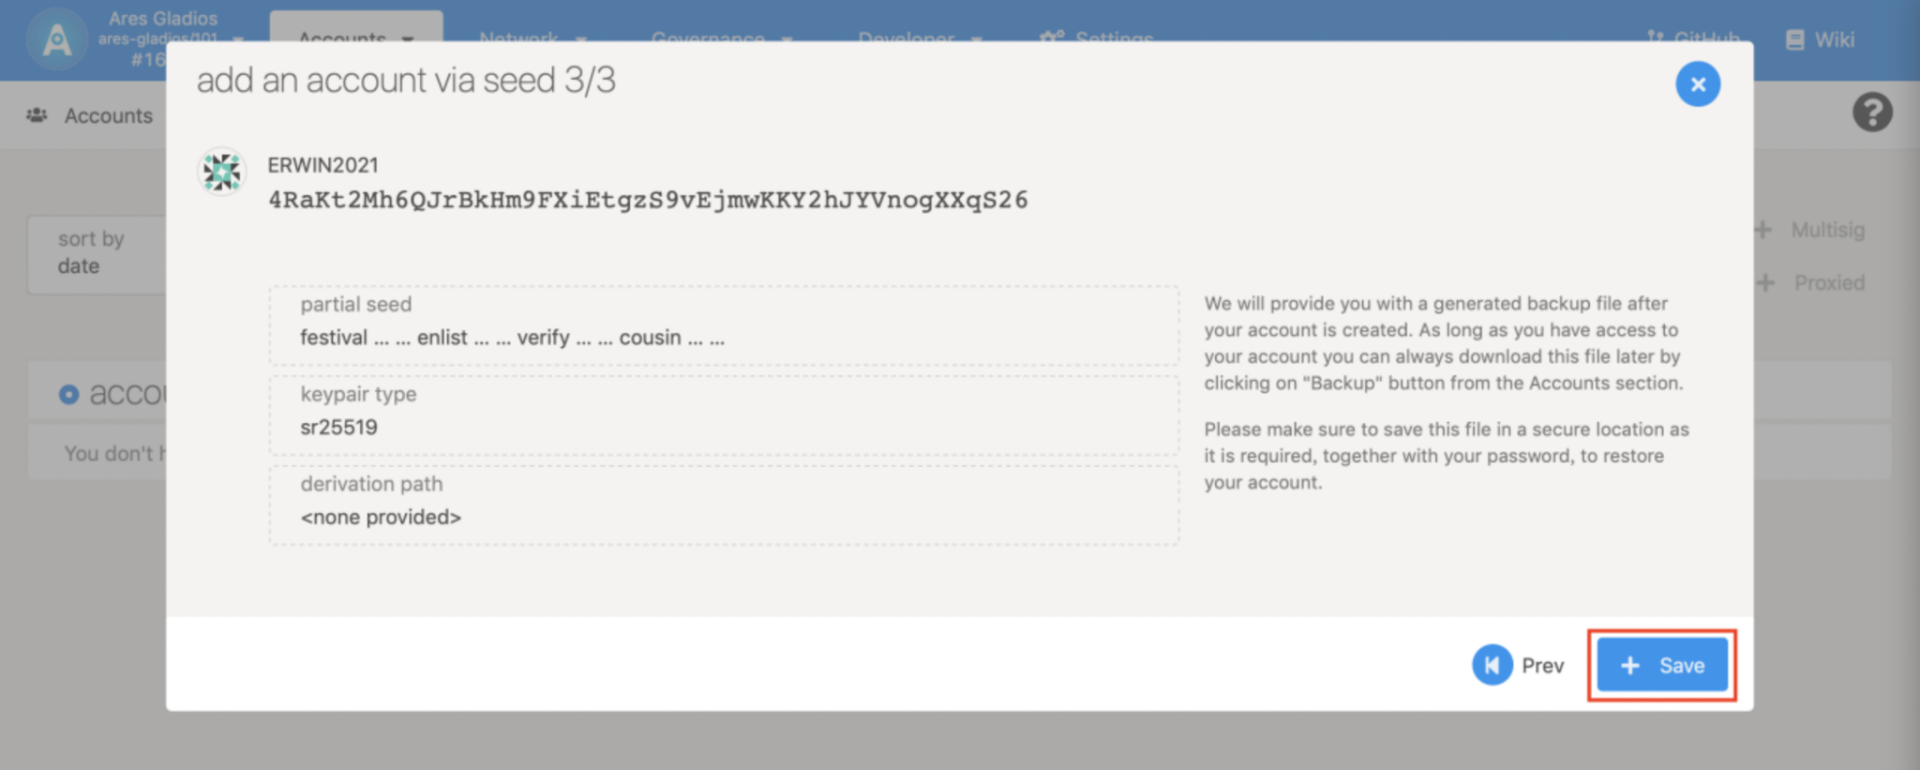 Ares Gladios
ares-gladios/101
#16
Accounts
Network
Governance
Developer
Settings
GitHub
Wiki
add an account via seed 3/3
Accounts
ERWIN2021
4RaKt2Mh6QJrBkHm9FXiEtgzS9vEjmwKKY2hJYVnogXXqS26
sort by
date
Multisig
Proxied
partial seed
festival ... ... enlist ... ... verify ... ... cousin ... ...
keypair type
sr25519
derivation path
<none provided>
We will provide you with a generated backup file after
your account is created. As long as you have access to
your account you can always download this file later by
clicking on "Backup" button from the Accounts section.
Please make sure to save this file in a secure location as
it is required, together with your password, to restore
your account.
accou
You don't h
Prev
Save